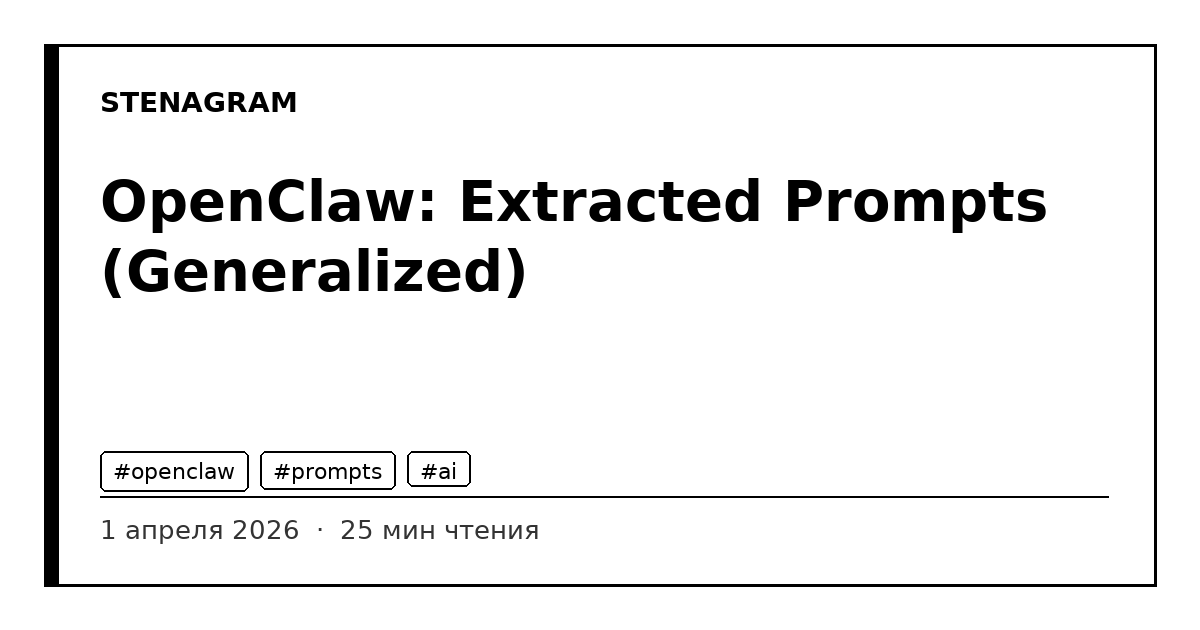 STENAGRAM
OpenClaw: Extracted Prompts
(Generalized)
#openclaw #prompts #ai
1 апреля 2026 · 25 мин чтения